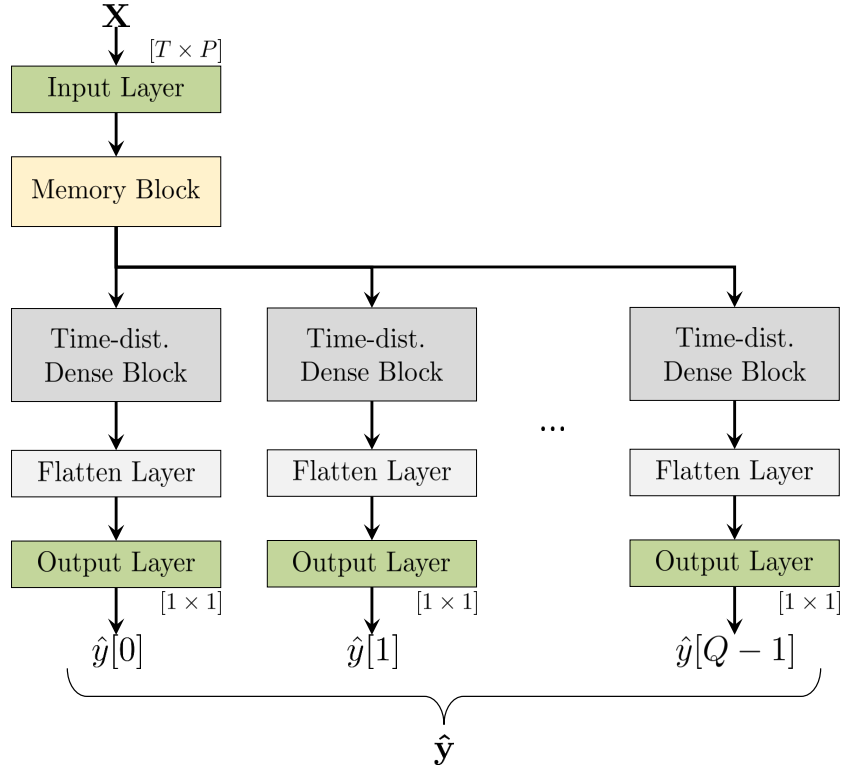 X
[T × P]
Input Layer
Memory Block
Time-dist.
Dense Block
Time-dist.
Dense Block
Time-dist.
Dense Block
...
Flatten Layer
Flatten Layer
Flatten Layer
Output Layer
Output Layer
Output Layer
[1 × 1]
[1 × 1]
[1 × 1]
ŷ[0]
ŷ[1]
ŷ[Q − 1]
ŷ